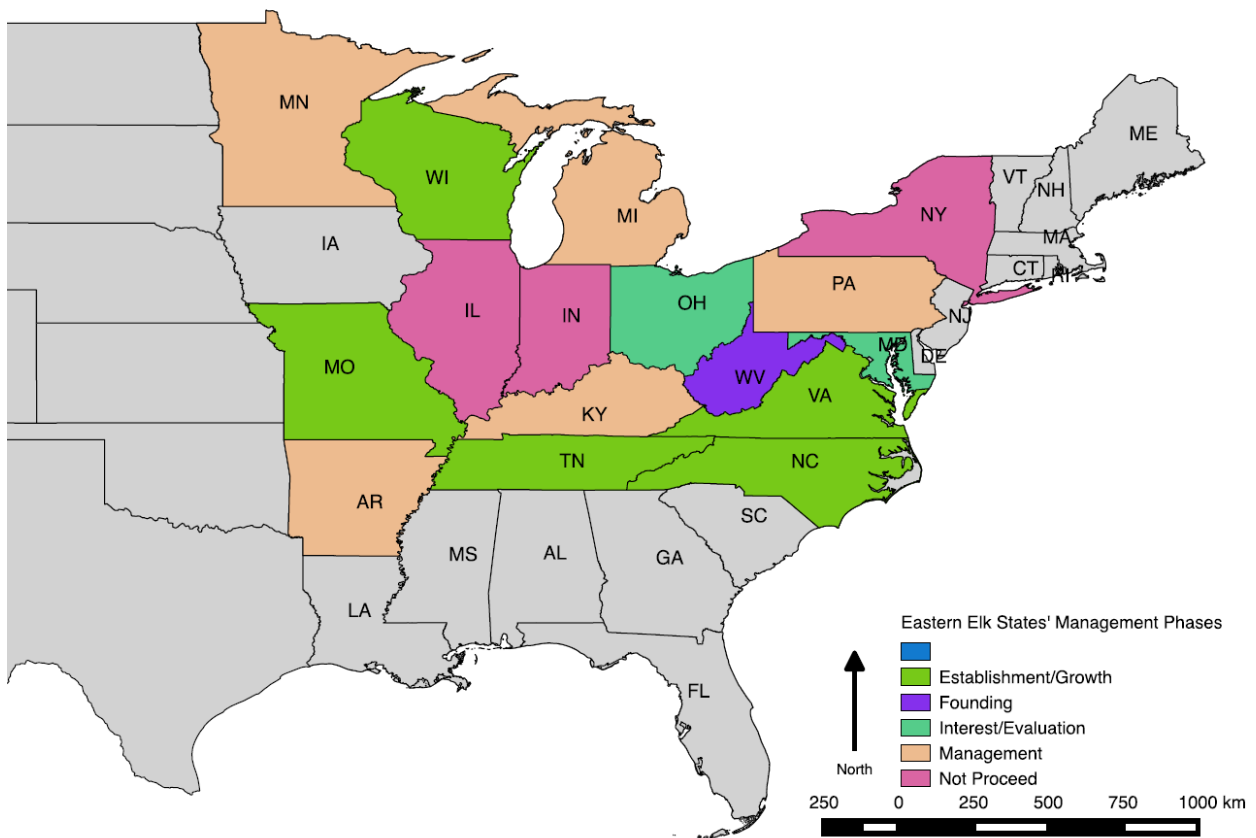 MN
ME
WI
VT
NH
MI
NY
IA
MA
CT
RI
PA
OH
IL
IN
NJ
MD
DE
MO
WV
VA
KY
TN
NC
AR
SC
MS
AL
GA
LA
FL
Eastern Elk States' Management Phases
Establishment/Growth
Founding
Interest/Evaluation
Management
Not Proceed
North
250 0 250 500 750 1000 km